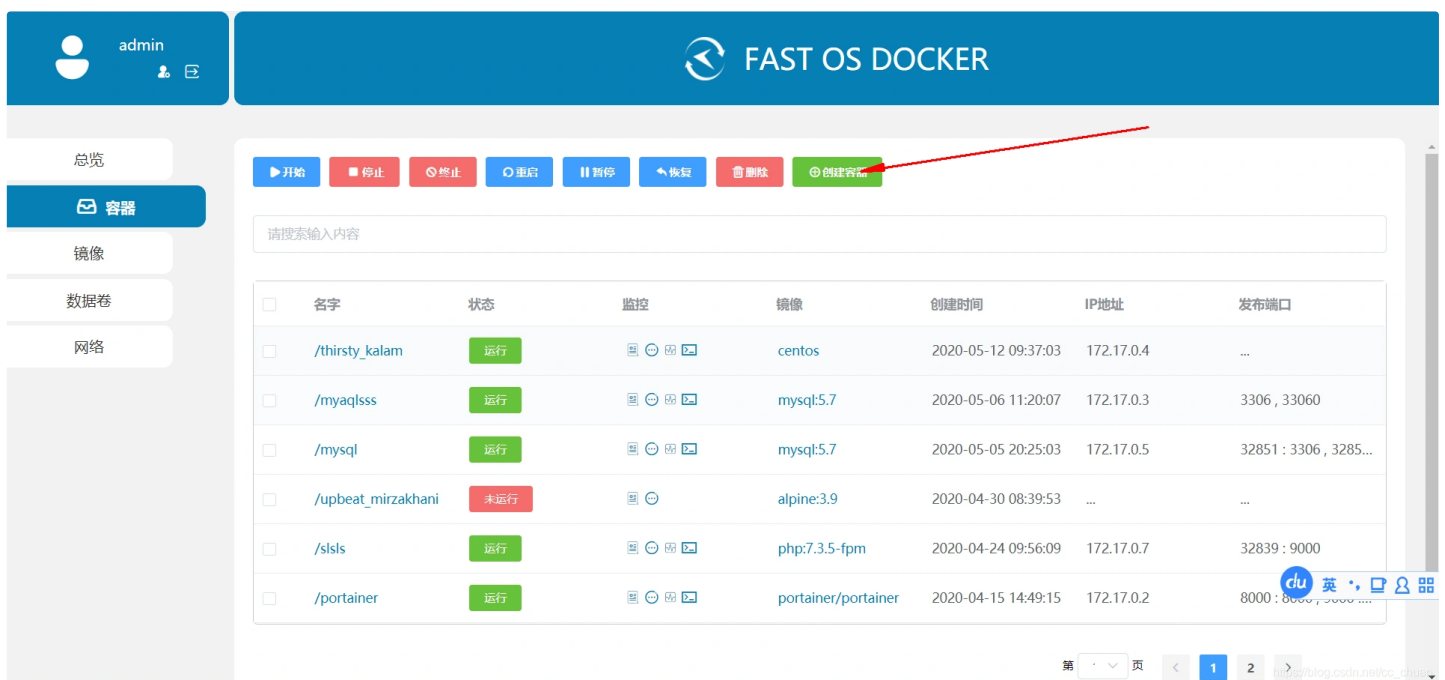 admin
FAST OS DOCKER
总览
容器
镜像
数据卷
网络
开始 停止 终止 重启 暂停 恢复 删除 创建容器
请搜索输入内容
名字 状态 监控 镜像 创建时间 IP地址 发布端口
/thirsty_kalam 运行 centos 2020-05-12 09:37:03 172.17.0.4 ...
/myaqlsss 运行 mysql:5.7 2020-05-06 11:20:07 172.17.0.3 3306 , 33060
/mysql 运行 mysql:5.7 2020-05-05 20:25:03 172.17.0.5 32851 : 3306 , 3285...
/upbeat_mirzakhani 未运行 alpine:3.9 2020-04-30 08:39:53 ... ...
/slsls 运行 php:7.3.5-fpm 2020-04-24 09:56:09 172.17.0.7 32839 : 9000
/portainer 运行 portainer/portainer 2020-04-15 14:49:15 172.17.0.2 8000 :
du 英
第 页 < 1 2 >